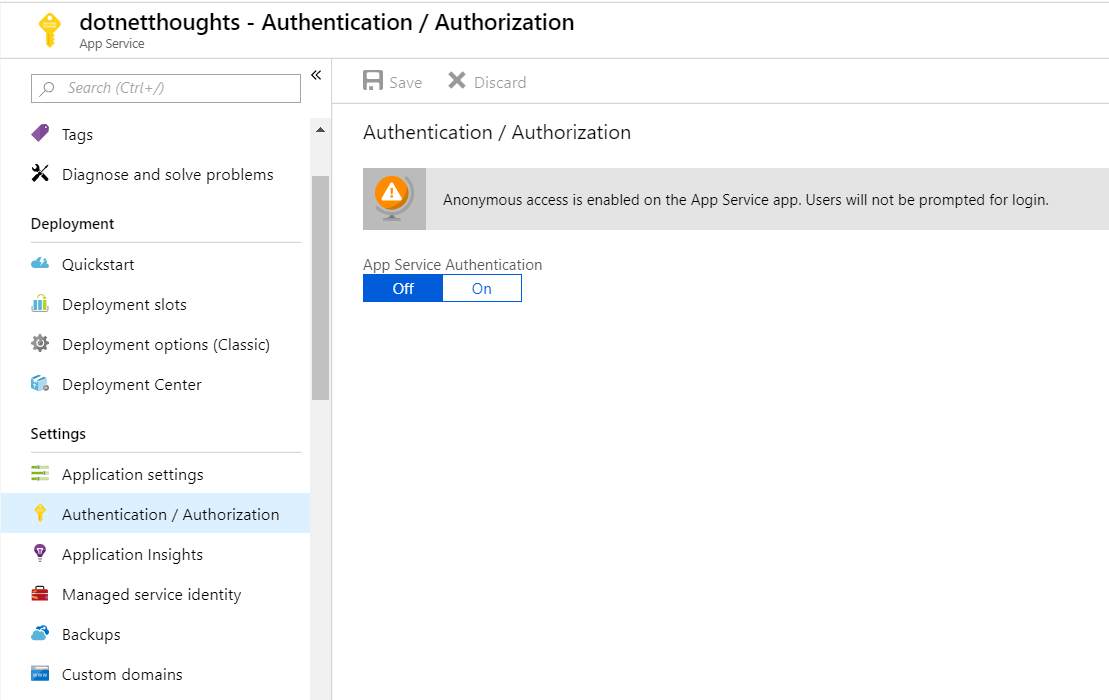 dotnetthoughts - Authentication / Authorization
App Service
Search (Ctrl+/)
Tags
Diagnose and solve problems
Deployment
Quickstart
Deployment slots
Deployment options (Classic)
Deployment Center
Settings
Application settings
Authentication / Authorization
Application Insights
Managed service identity
Backups
Custom domains
Save
Discard
Authentication / Authorization
Anonymous access is enabled on the App Service app. Users will not be prompted for login.
App Service Authentication
Off
On